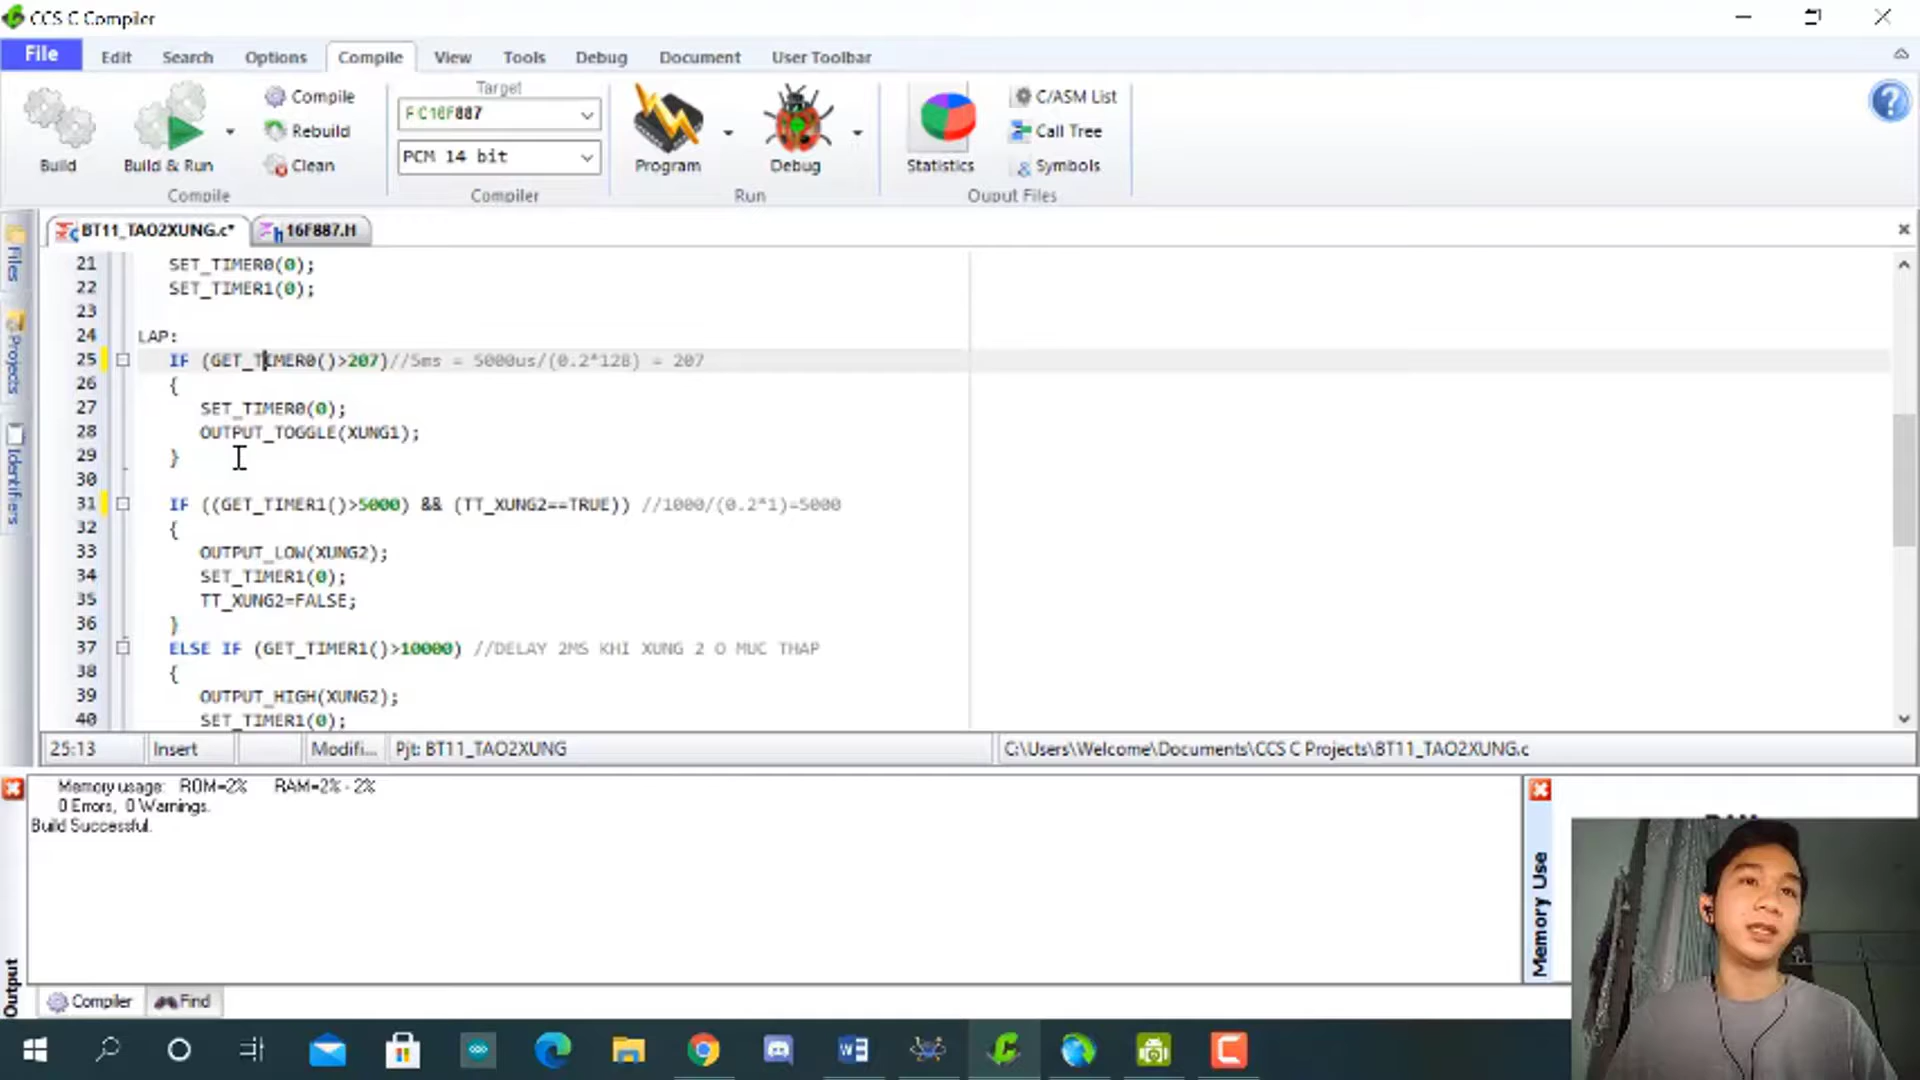 CCS C Compiler
File Edit Search Options Compile View Tools Debug Document User Toolbar
Build
Build & Run
Compile
Rebuild
Clean
Compile
Target
PIC16F887
PCM 14 bit
Compiler
Program
Debug
Run
Statistics
C/ASM List
Call Tree
Symbols
Ouput Files
BT11_TAO2XUNG.c*
16F887.H
Files
Projects
Identifiers
21 SET_TIMER0(0);
22 SET_TIMER1(0);
23
24 LAP:
25 IF (GET_TIMER0()>207)//5ms = 5000us/(0.2*128) = 207
26 {
27 SET_TIMER0(0);
28 OUTPUT_TOGGLE(XUNG1);
29 }
30
31 IF ((GET_TIMER1()>5000) && (TT_XUNG2==TRUE)) //1000/(0.2*1)=5000
32 {
33 OUTPUT_LOW(XUNG2);
34 SET_TIMER1(0);
35 TT_XUNG2=FALSE;
36 }
37 ELSE IF (GET_TIMER1()>10000) //DELAY 2MS KHI XUNG 2 O MUC THAP
38 {
39 OUTPUT_HIGH(XUNG2);
40 SET_TIMER1(0);
25:13 Insert Modifi... Pjt: BT11_TAO2XUNG C:\Users\Welcome\Documents\CCS C Projects\BT11_TAO2XUNG.c
Memory usage: ROM=2% RAM=2% - 2%
0 Errors, 0 Warnings.
Build Successful.
Output
Memory Use
Compiler Find